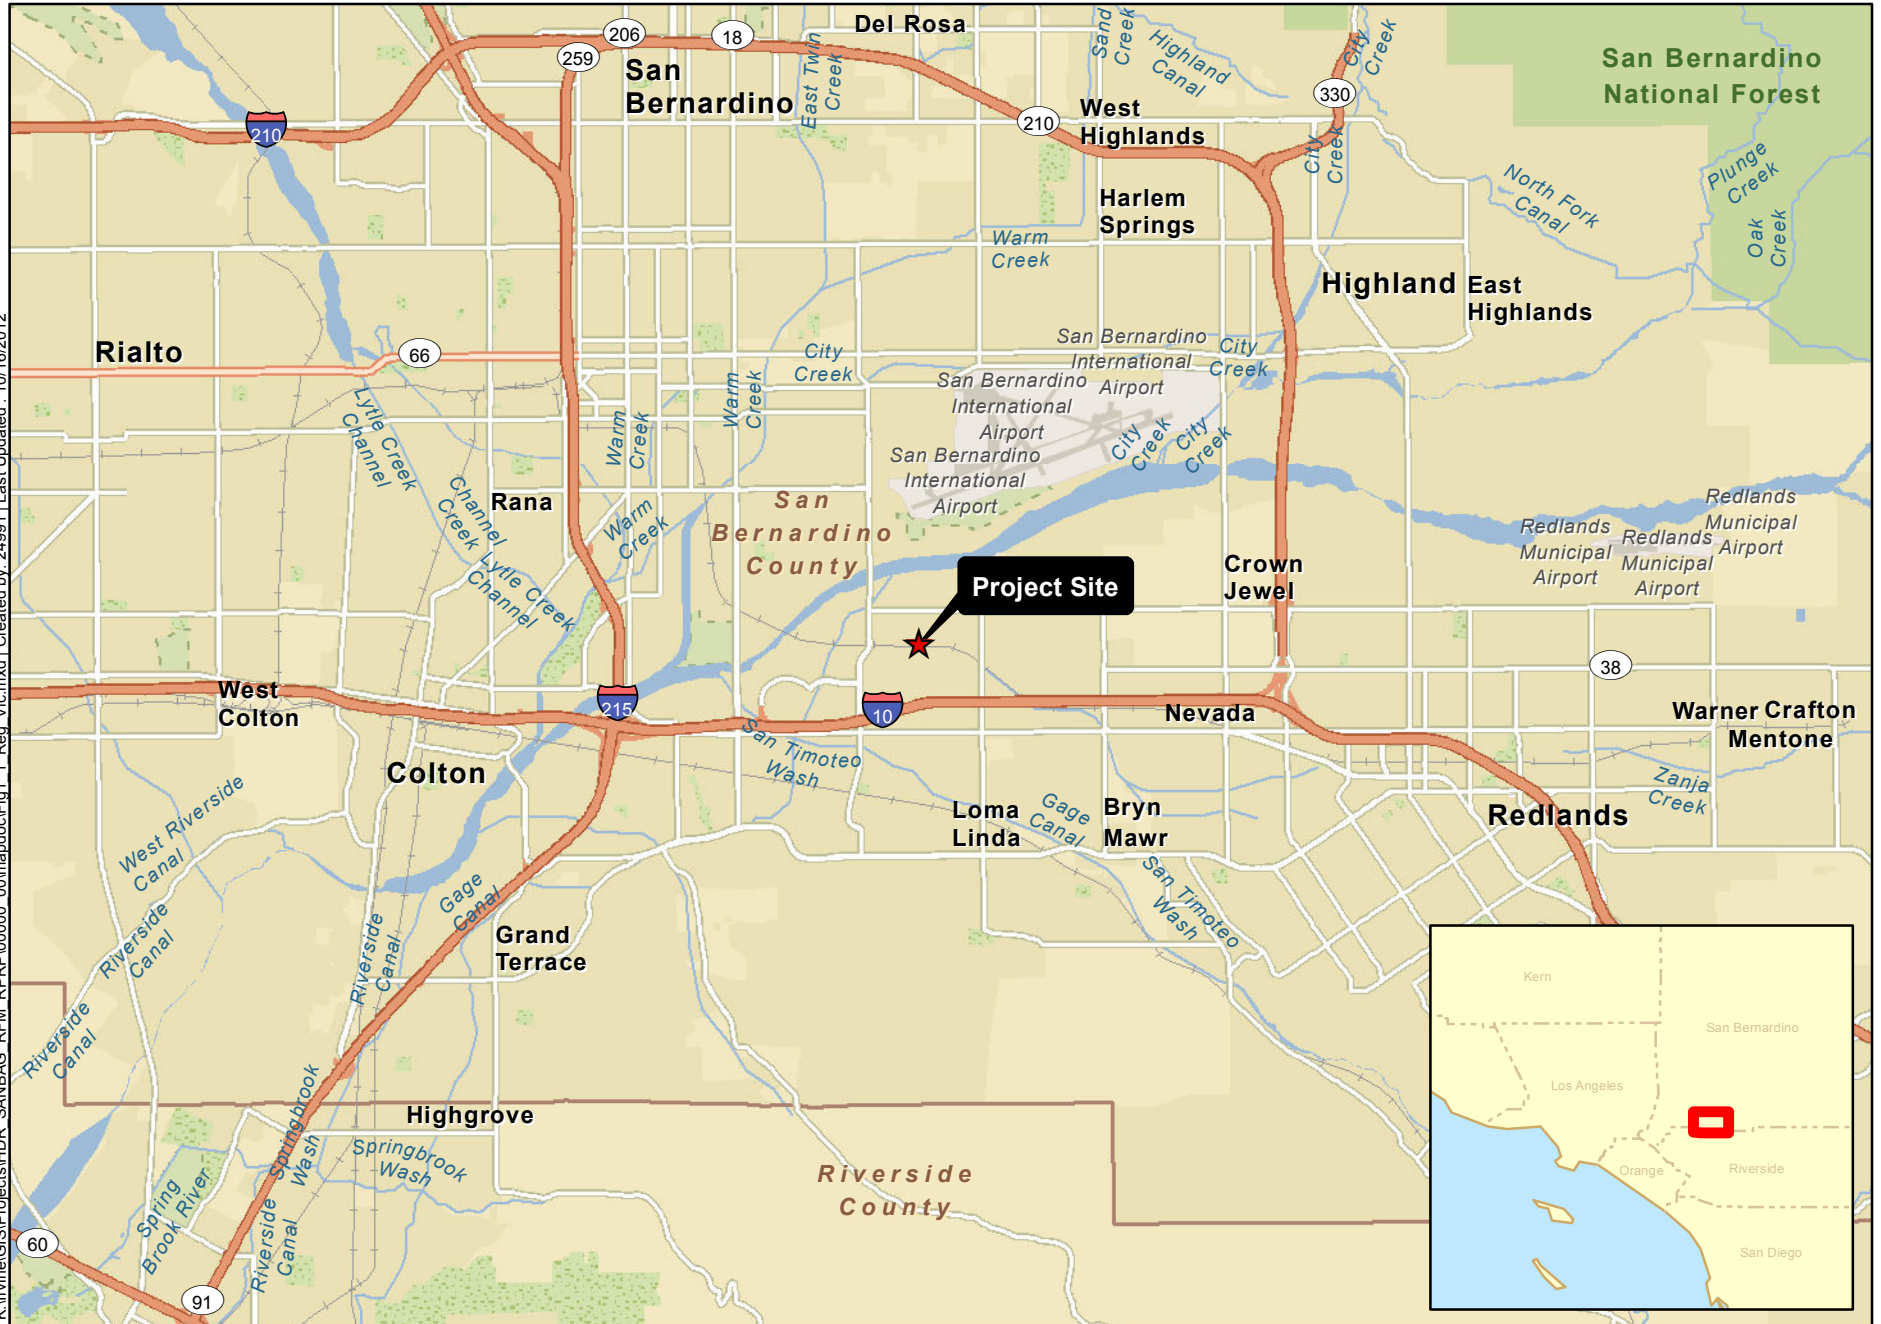 Del Rosa
206
18
259
San
Bernardino
East Twin
Creek
Sand
Creek
Highland
Canal
City
Creek
330
San Bernardino
National Forest
210
210
West
Highlands
City
Creek
Harlem
Springs
North Fork
Canal
Plunge
Creek
Oak
Creek
Warm
Creek
Highland
East
Highlands
Rialto
66
City
Creek
San Bernardino
International
Airport
City
Creek
San Bernardino
International
Airport
Warm
Creek
Warm
Creek
Lytle Creek
Channel
City
Creek
City
Creek
San Bernardino
International
Airport
Channel
Creek
Lytle Creek
Channel
Rana
Warm
Creek
San
Bernardino
County
Redlands
Municipal
Airport
Redlands
Municipal
Airport
Redlands
Municipal
Airport
Crown
Jewel
Project Site
38
West
Colton
215
10
Nevada
Warner
Crafton
Mentone
San Timoteo
Wash
Colton
Zanja
Creek
Redlands
Loma
Linda
Gage
Canal
Bryn
Mawr
West Riverside
Canal
Gage
Canal
San Timoteo
Wash
Riverside
Canal
Riverside
Canal
Grand
Terrace
Riverside
Canal
Highgrove
Springbrook
Wash
Springbrook
Wash
Spring
Brook River
Riverside
Canal
Riverside
County
60
91
Kern
San Bernardino
Los Angeles
Orange
Riverside
San Diego